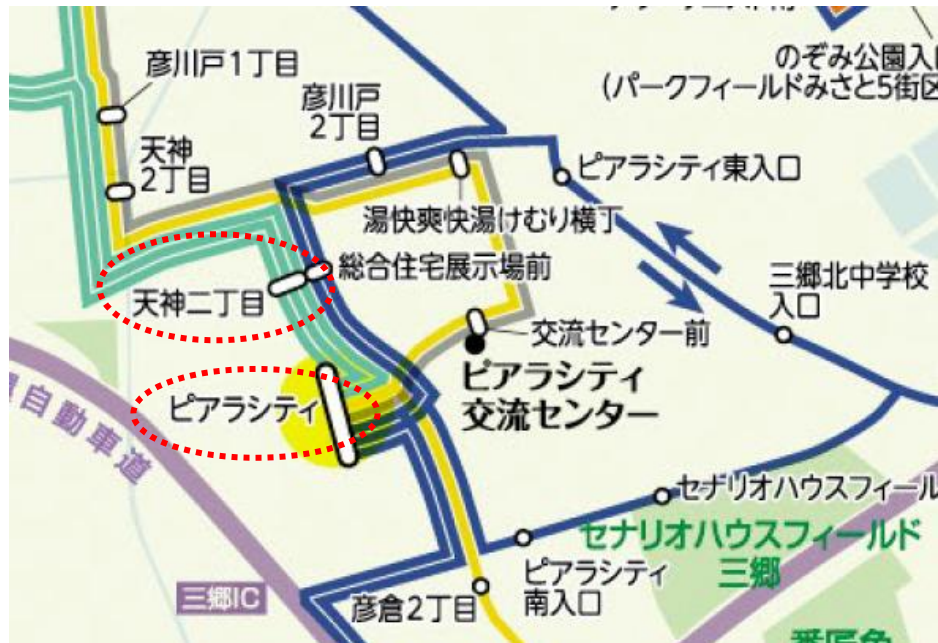 のぞみ公園入
(パークフィールドみさと5街区
彦川戸1丁目
彦川戸
2丁目
天神
2丁目
ピアラシティ東入口
湯快爽快湯けむり横丁
総合住宅展示場前
天神二丁目
三郷北中学校
入口
交流センター前
ピアラシティ
交流センター
ピアラシティ
自動車道
セナリオハウスフィール
セナリオハウスフィールド
三郷
ピアラシティ
南入口
三郷IC
彦倉2丁目